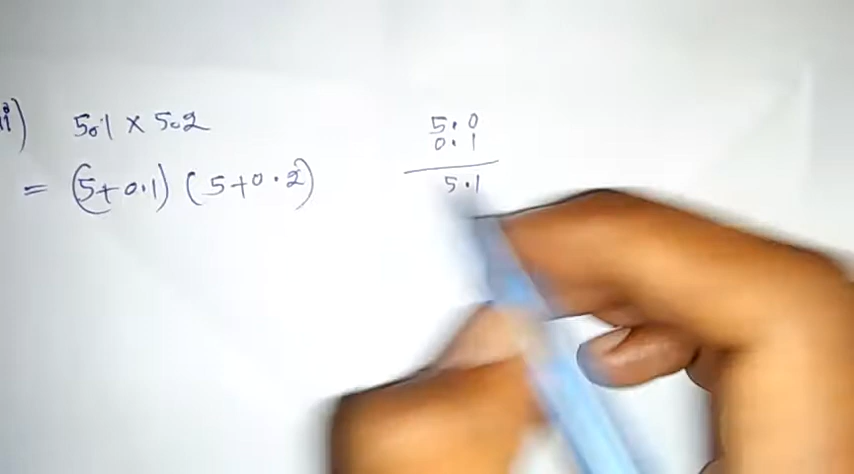 ii) 5.1 × 5.2
= (5+0.1) (5+0.2)
5.0
0.1
5.1